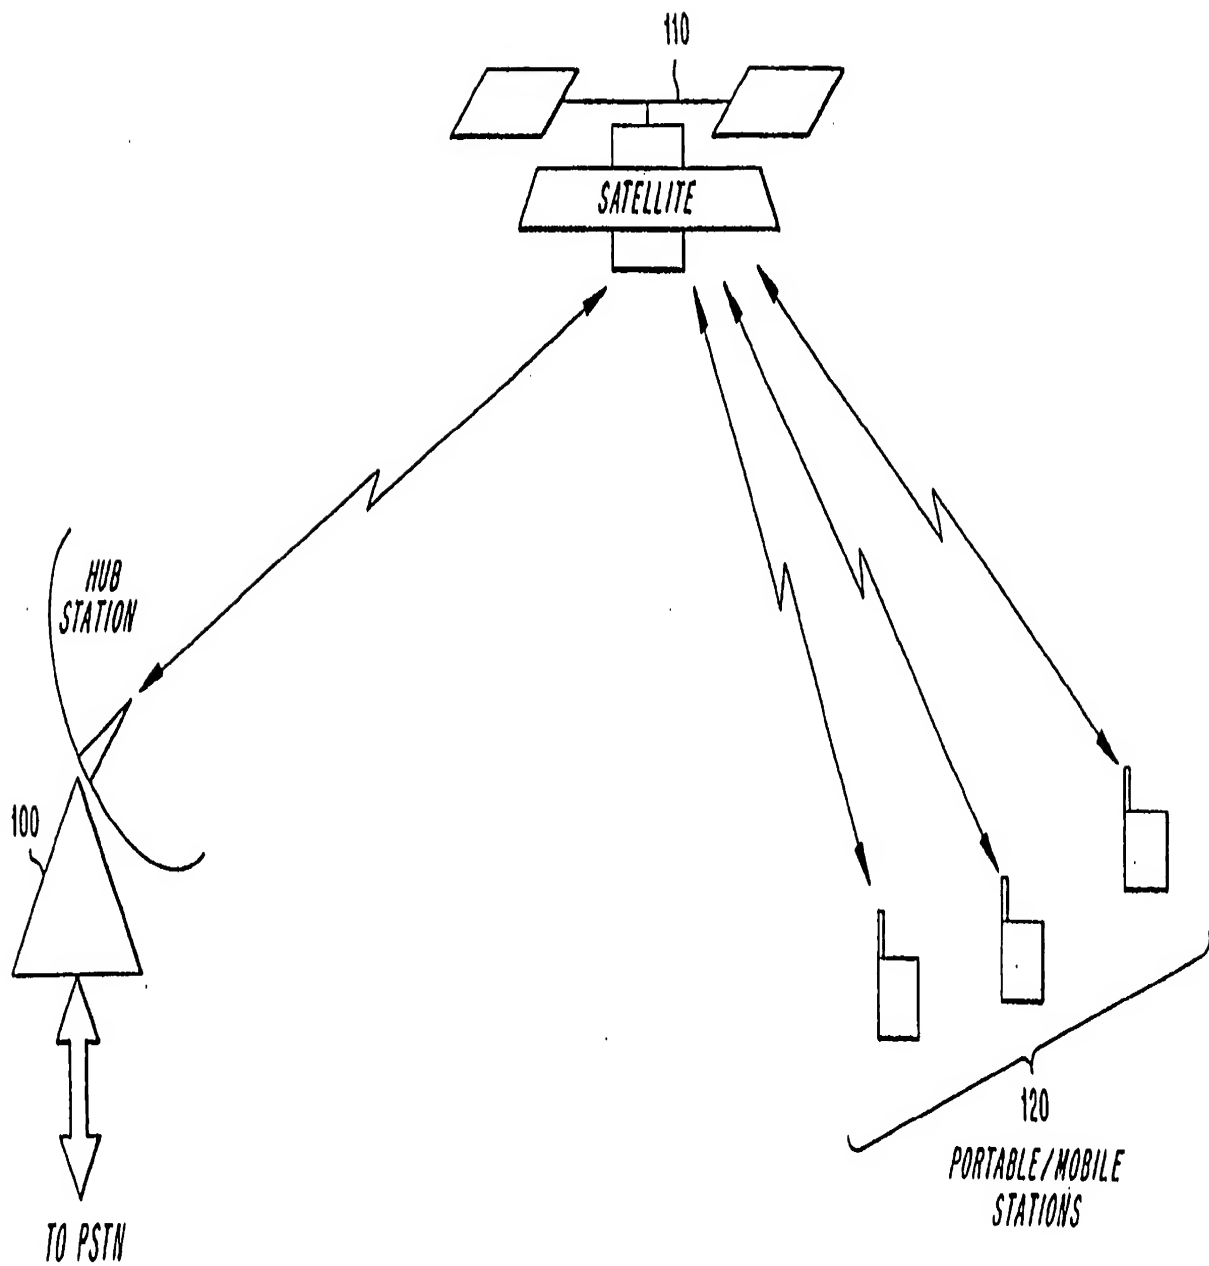 110
SATELLITE
HUB
STATION
100
120
PORTABLE/MOBILE
STATIONS
TO PSTN